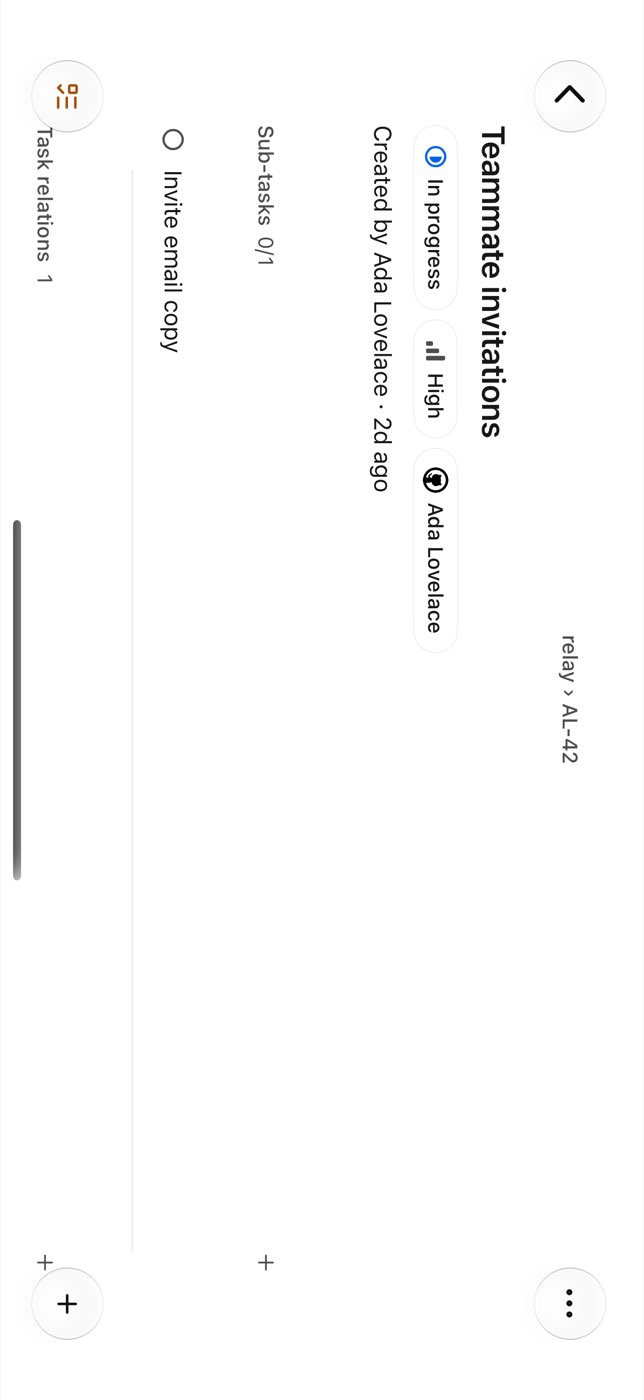 relay › AL-42
Teammate invitations
In progress
High
Ada Lovelace
Created by Ada Lovelace · 2d ago
Sub-tasks 0/1
Invite email copy
Task relations 1